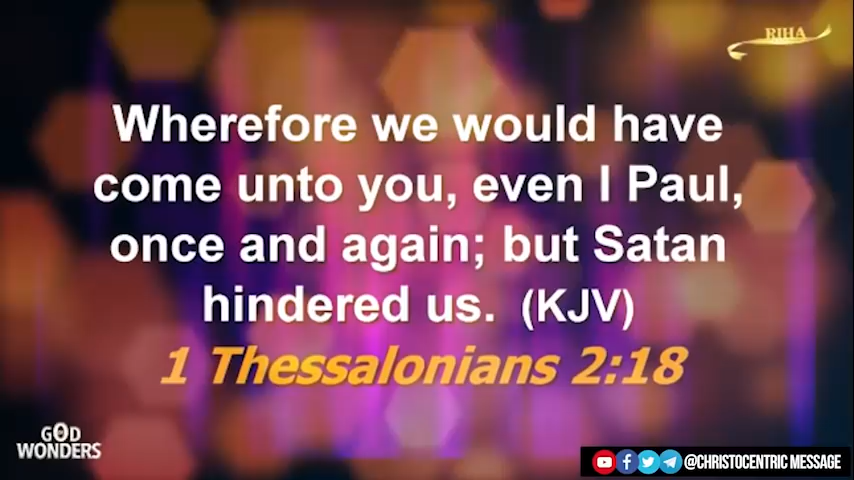 RIHA
Wherefore we would have
come unto you, even I Paul,
once and again; but Satan
hindered us. (KJV)
1 Thessalonians 2:18
GOD
WONDERS
@CHRISTOCENTRIC MESSAGE